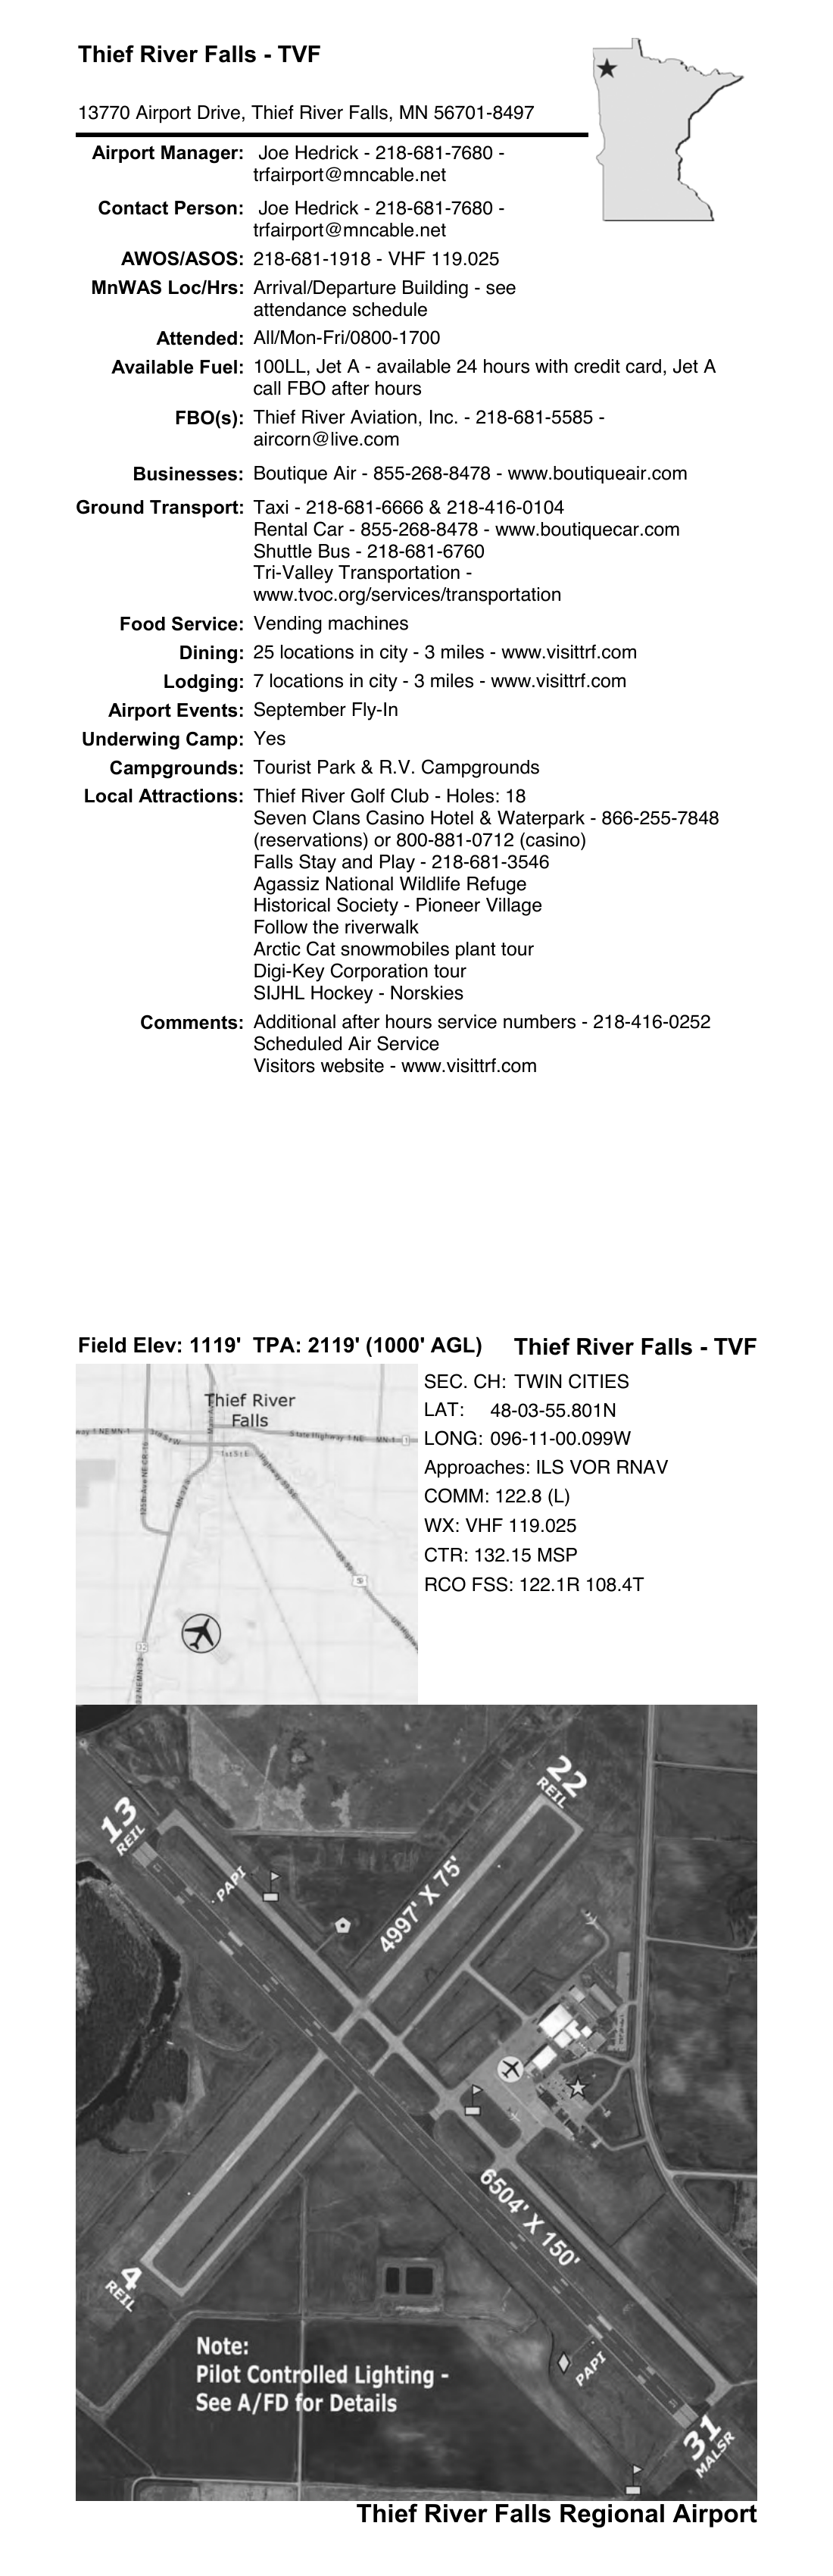 Thief River Falls - TVF
13770 Airport Drive, Thief River Falls, MN 56701-8497
Airport Manager: Joe Hedrick - 218-681-7680 -
trfairport@mncable.net
Contact Person: Joe Hedrick - 218-681-7680 -
trfairport@mncable.net
AWOS/ASOS: 218-681-1918 - VHF 119.025
MnWAS Loc/Hrs: Arrival/Departure Building - see
attendance schedule
Attended: All/Mon-Fri/0800-1700
Available Fuel: 100LL, Jet A - available 24 hours with credit card, Jet A
call FBO after hours
FBO(s): Thief River Aviation, Inc. - 218-681-5585 -
aircorn@live.com
Businesses: Boutique Air - 855-268-8478 - www.boutiqueair.com
Ground Transport: Taxi - 218-681-6666 & 218-416-0104
Rental Car - 855-268-8478 - www.boutiquecar.com
Shuttle Bus - 218-681-6760
Tri-Valley Transportation -
www.tvoc.org/services/transportation
Food Service: Vending machines
Dining: 25 locations in city - 3 miles - www.visittrf.com
Lodging: 7 locations in city - 3 miles - www.visittrf.com
Airport Events: September Fly-In
Underwing Camp: Yes
Campgrounds: Tourist Park & R.V. Campgrounds
Local Attractions: Thief River Golf Club - Holes: 18
Seven Clans Casino Hotel & Waterpark - 866-255-7848
(reservations) or 800-881-0712 (casino)
Falls Stay and Play - 218-681-3546
Agassiz National Wildlife Refuge
Historical Society - Pioneer Village
Follow the riverwalk
Arctic Cat snowmobiles plant tour
Digi-Key Corporation tour
SIJHL Hockey - Norskies
Comments: Additional after hours service numbers - 218-416-0252
Scheduled Air Service
Visitors website - www.visittrf.com
Field Elev: 1119' TPA: 2119' (1000' AGL) Thief River Falls - TVF
Thief River
Falls
State Highway 1 NE MN-1
1
1st St E
32
SEC. CH: TWIN CITIES
LAT: 48-03-55.801N
LONG: 096-11-00.099W
Approaches: ILS VOR RNAV
COMM: 122.8 (L)
WX: VHF 119.025
CTR: 132.15 MSP
RCO FSS: 122.1R 108.4T
22
REIL
13
REIL
PAPI
4997' X 75'
6504' X 150'
4
REIL
Note:
Pilot Controlled Lighting -
See A/FD for Details
PAPI
31
MALSR
Thief River Falls Regional Airport